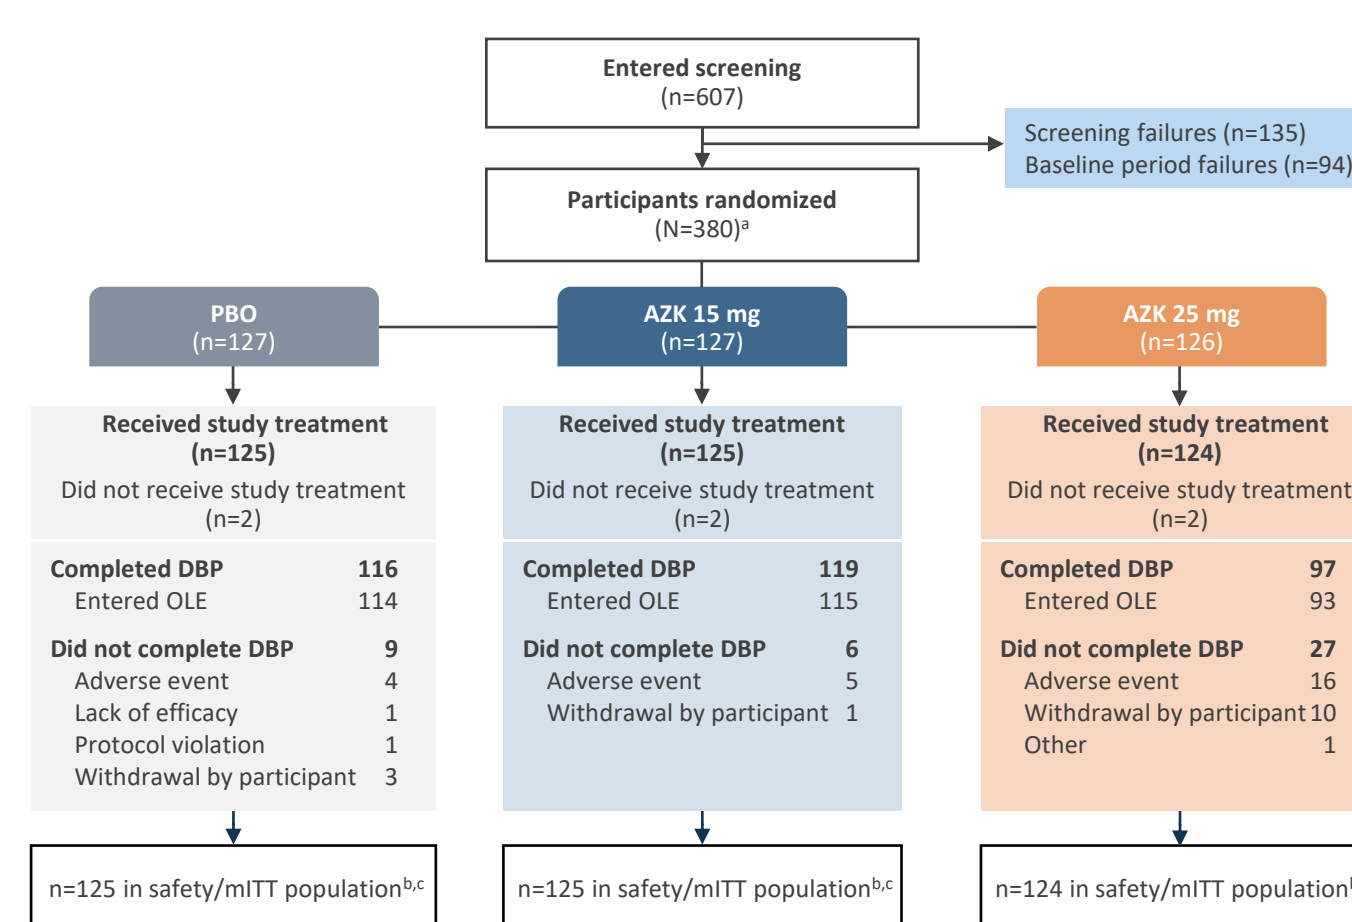 Entered screening
(n=607)
Screening failures (n=135)
Baseline period failures (n=94)
Participants randomized
(N=380)ᵃ
PBO
(n=127)
AZK 15 mg
(n=127)
AZK 25 mg
(n=126)
Received study treatment
(n=125)
Did not receive study treatment
(n=2)
Completed DBP 116
Entered OLE 114
Did not complete DBP 9
Adverse event 4
Lack of efficacy 1
Protocol violation 1
Withdrawal by participant 3
n=125 in safety/mITT populationᵇ,ᶜ
Received study treatment
(n=125)
Did not receive study treatment
(n=2)
Completed DBP 119
Entered OLE 115
Did not complete DBP 6
Adverse event 5
Withdrawal by participant 1
n=125 in safety/mITT populationᵇ,ᶜ
Received study treatment
(n=124)
Did not receive study treatment
(n=2)
Completed DBP 97
Entered OLE 93
Did not complete DBP 27
Adverse event 16
Withdrawal by participant 10
Other 1
n=124 in safety/mITT population